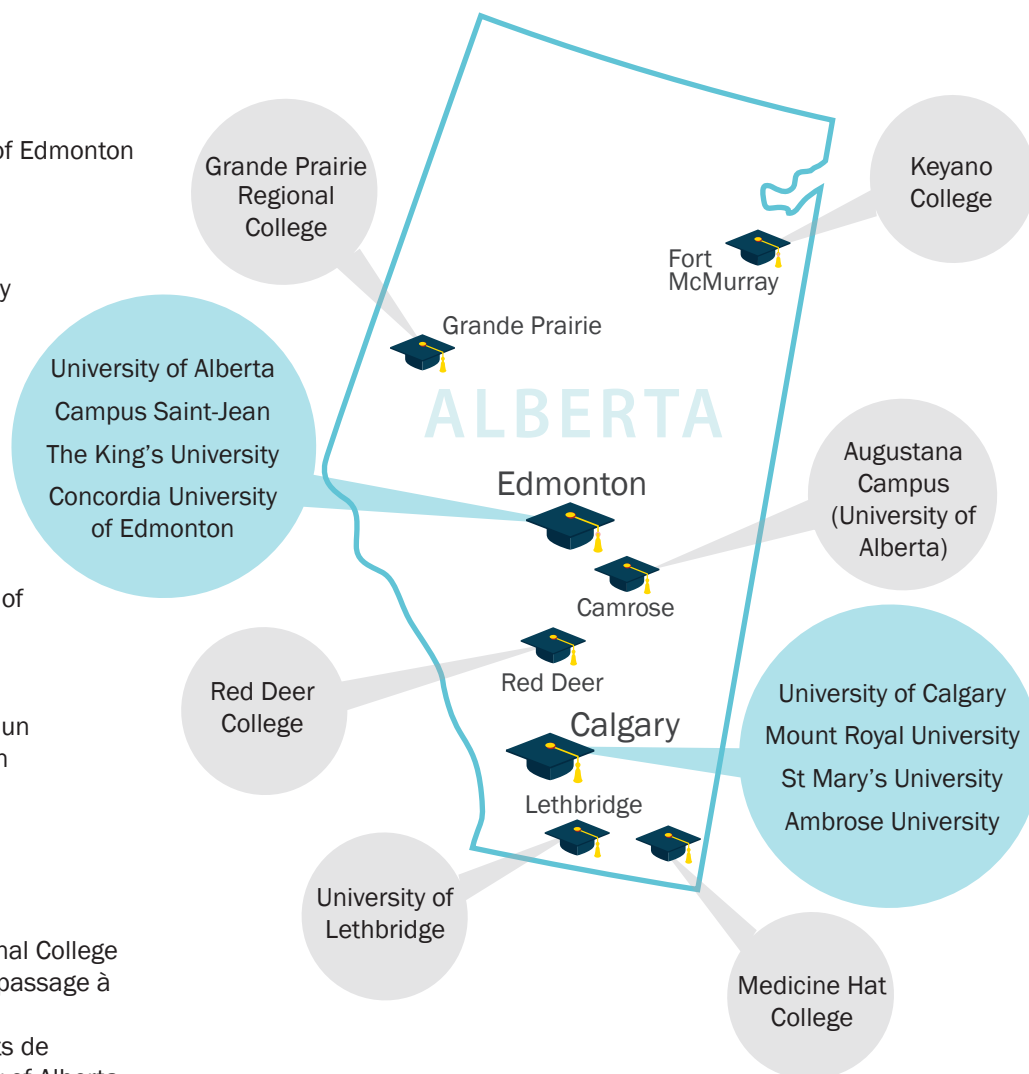 of Edmonton
y
of
un
n
nal College
passage à
ts de
y of Alberta
Grande Prairie
Regional
College
Keyano
College
Fort
McMurray
Grande Prairie
University of Alberta
Campus Saint-Jean
The King's University
Concordia University
of Edmonton
ALBERTA
Edmonton
Augustana
Campus
(University of
Alberta)
Camrose
Red Deer
College
Red Deer
Calgary
University of Calgary
Mount Royal University
St Mary's University
Ambrose University
Lethbridge
University of
Lethbridge
Medicine Hat
College